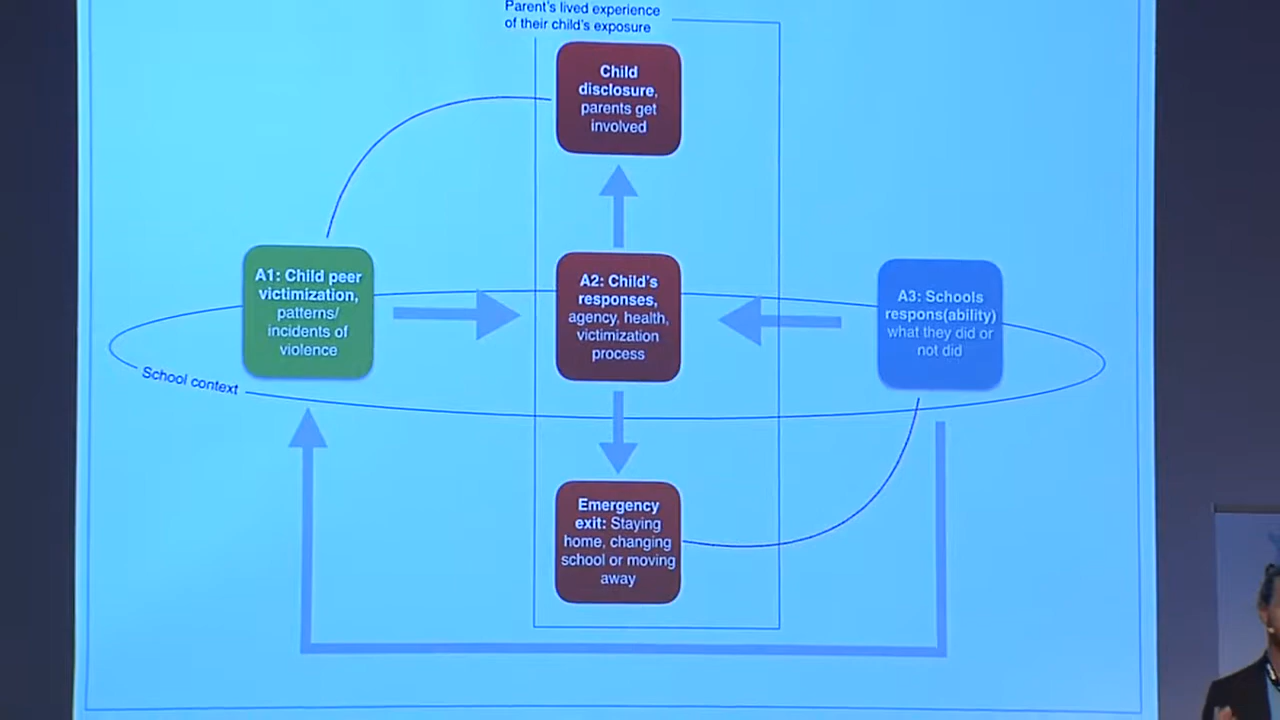 Parent's lived experience
of their child's exposure
Child
disclosure,
parents get
involved
A1: Child peer
victimization,
patterns/
incidents of
violence
A2: Child's
responses,
agency, health,
victimization
process
A3: Schools
respons(ability)
what they did or
not did
School context
Emergency
exit: Staying
home, changing
school or moving
away